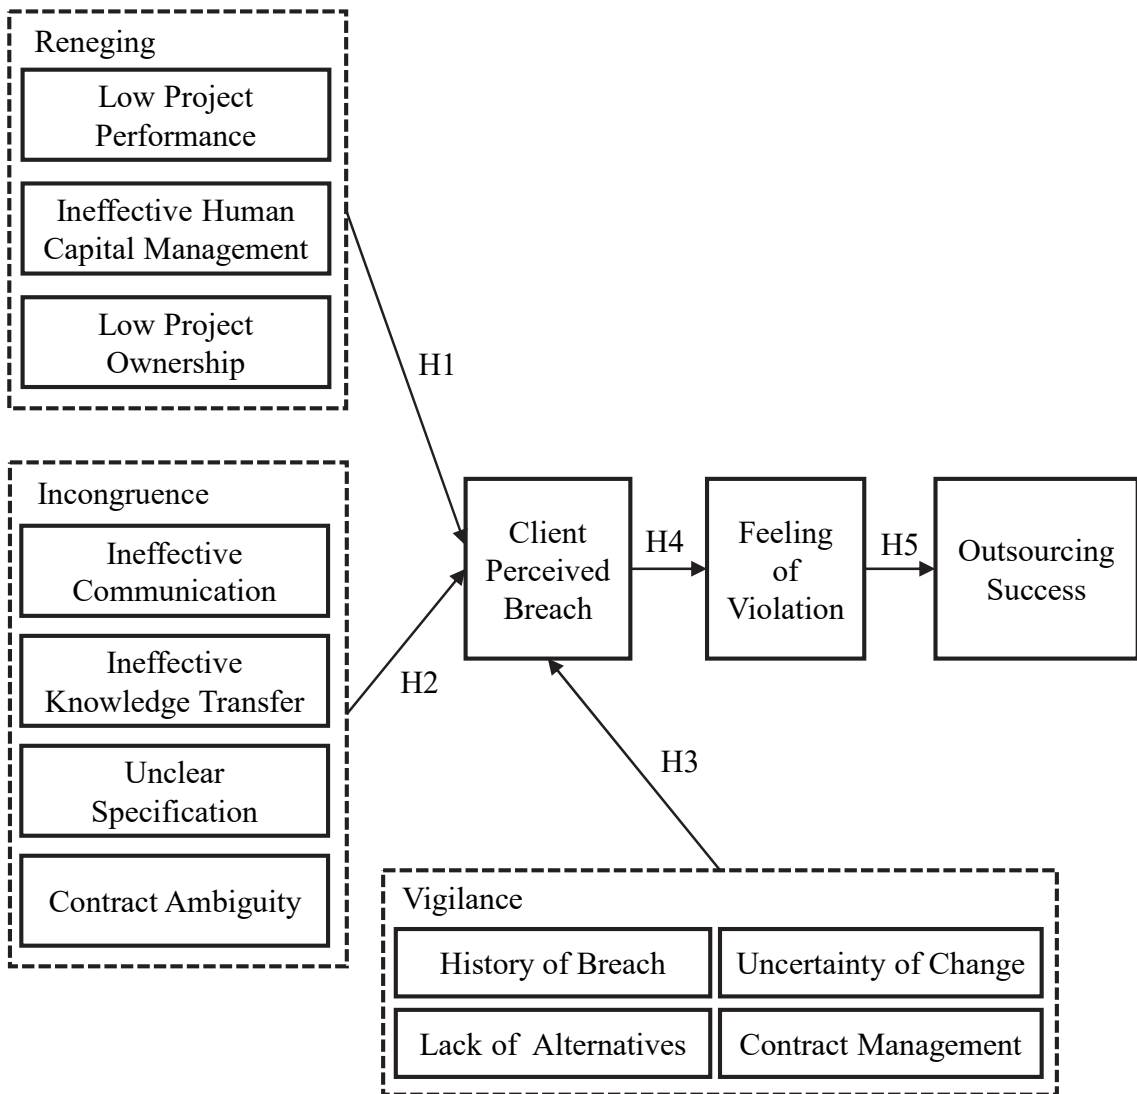 Reneging
Low Project
Performance
Ineffective Human
Capital Management
Low Project
Ownership
H1
Incongruence
Ineffective
Communication
Ineffective
Knowledge Transfer
Unclear
Specification
Contract Ambiguity
H2
Client
Perceived
Breach
H4
Feeling
of
Violation
H5
Outsourcing
Success
H3
Vigilance
History of Breach
Uncertainty of Change
Lack of Alternatives
Contract Management